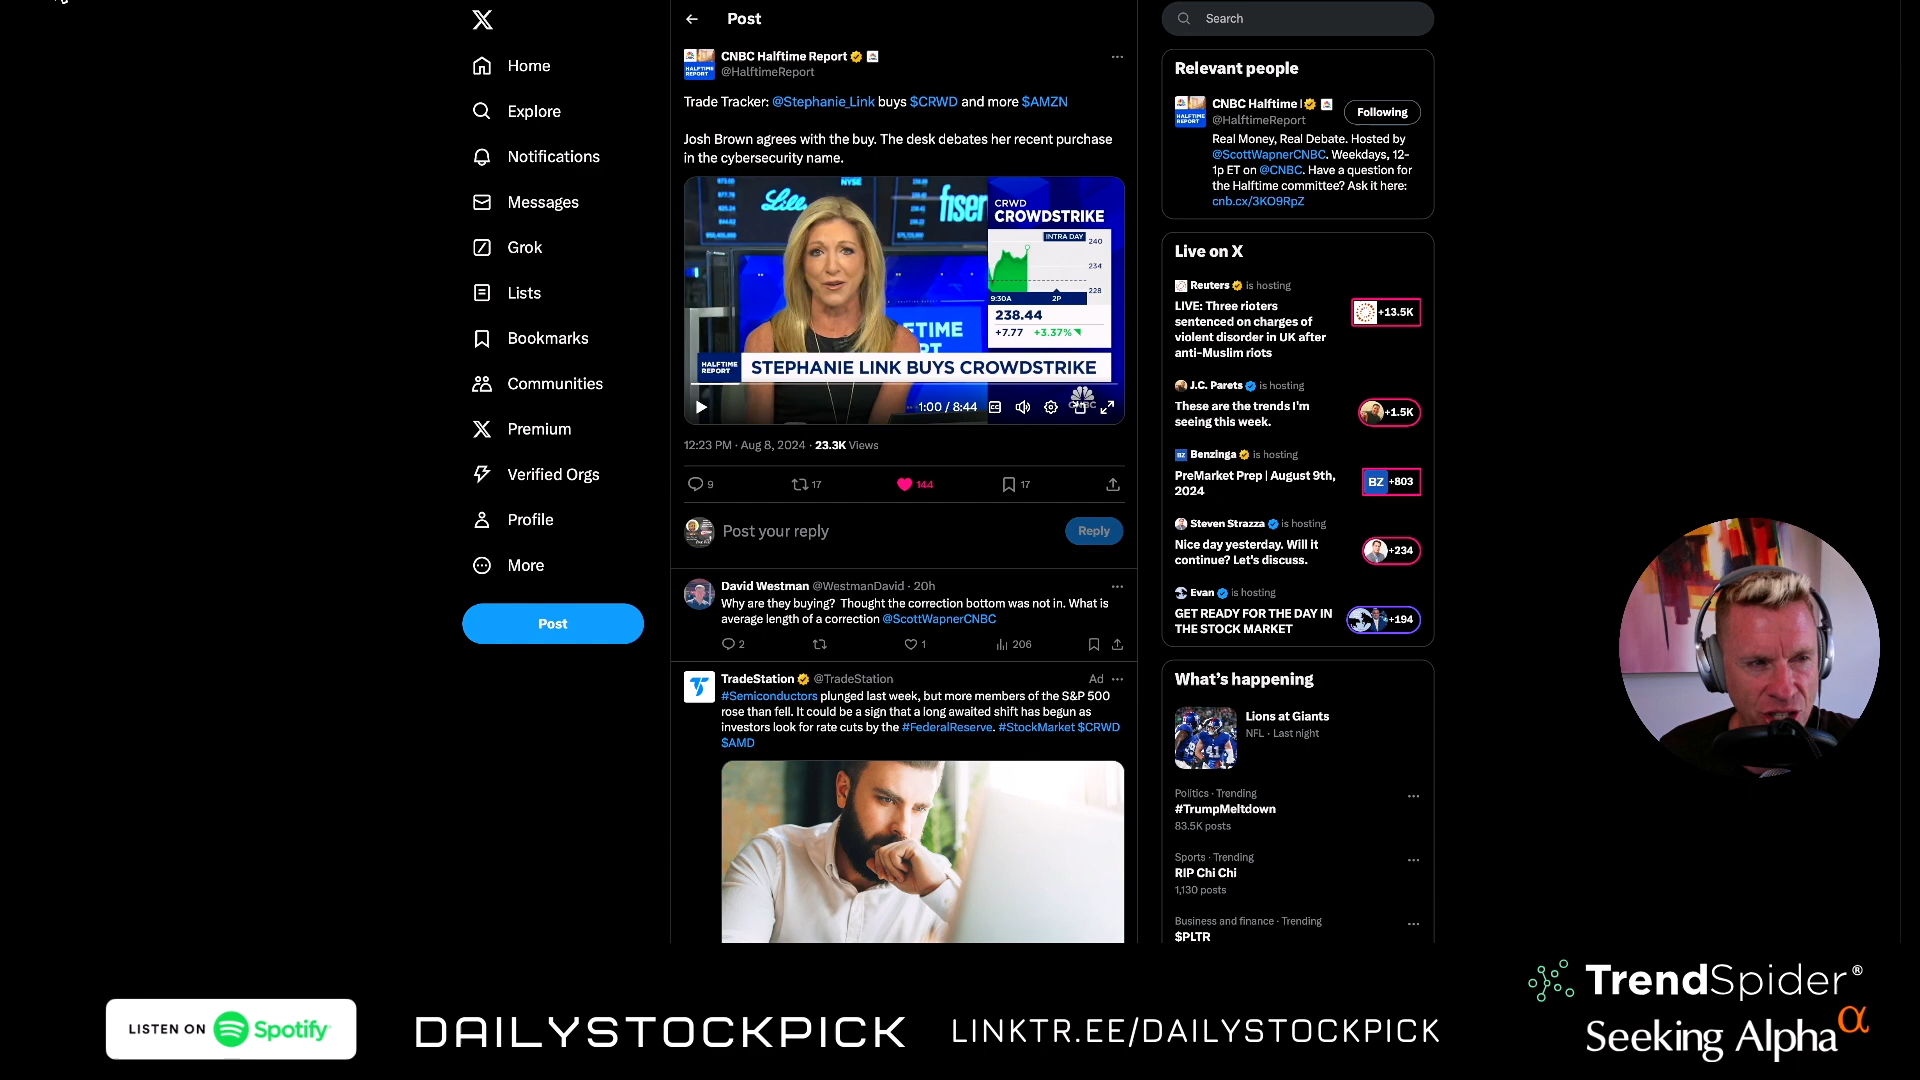 Home
Explore
Notifications
Messages
Grok
Lists
Bookmarks
Communities
Premium
Verified Orgs
Profile
More
Post
Post
CNBC Halftime Report
@HalftimeReport
Trade Tracker: @Stephanie_Link buys $CRWD and more $AMZN
Josh Brown agrees with the buy. The desk debates her recent purchase
in the cybersecurity name.
NYSE
Lilly
fiser
CRWD
CROWDSTRIKE
INTRA DAY
240
234
228
9:30A 2P
238.44
+7.77 +3.37%
HALFTIME
REPORT
STEPHANIE LINK BUYS CROWDSTRIKE
CNBC
1:00 / 8:44
12:23 PM · Aug 8, 2024 · 23.3K Views
9 17 144 17
Post your reply
Reply
David Westman @WestmanDavid · 20h
Why are they buying? Thought the correction bottom was not in. What is
average length of a correction @ScottWapnerCNBC
2 1 206
TradeStation @TradeStation Ad
#Semiconductors plunged last week, but more members of the S&P 500
rose than fell. It could be a sign that a long awaited shift has begun as
investors look for rate cuts by the #FederalReserve. #StockMarket $CRWD
$AMD
Search
Relevant people
CNBC Halftime
@HalftimeReport
Following
Real Money, Real Debate. Hosted by
@ScottWapnerCNBC. Weekdays, 12-
1p ET on @CNBC. Have a question for
the Halftime committee? Ask it here:
cnb.cx/3KO9RpZ
Live on X
Reuters is hosting
LIVE: Three rioters
sentenced on charges of
violent disorder in UK after
anti-Muslim riots
+13.5K
J.C. Parets is hosting
These are the trends I'm
seeing this week.
+1.5K
Benzinga is hosting
PreMarket Prep | August 9th,
2024
BZ +803
Steven Strazza is hosting
Nice day yesterday. Will it
continue? Let's discuss.
+234
Evan is hosting
GET READY FOR THE DAY IN
THE STOCK MARKET
+194
What's happening
Lions at Giants
NFL · Last night
Politics · Trending
#TrumpMeltdown
83.5K posts
Sports · Trending
RIP Chi Chi
1,130 posts
Business and finance · Trending
$PLTR
LISTEN ON Spotify
DAILYSTOCKPICK
LINKTR.EE/DAILYSTOCKPICK
TrendSpider®
Seeking Alpha α